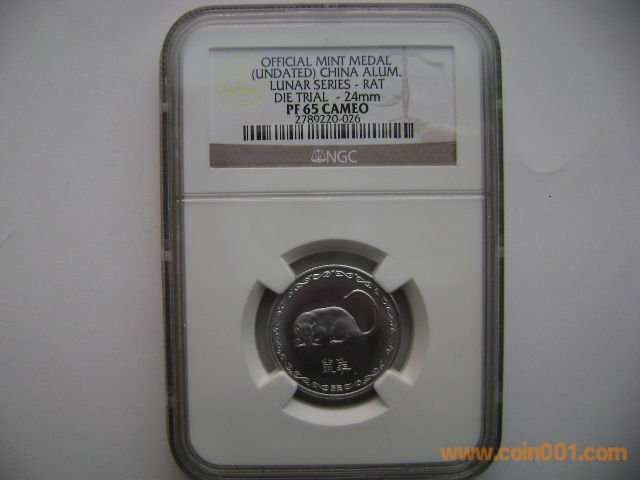 OFFICIAL MINT MEDAL
(UNDATED) CHINA ALUM.
LUNAR SERIES - RAT
DIE TRIAL - 24mm
PF 65 CAMEO
2789220-026
NGC
www.coin001.com